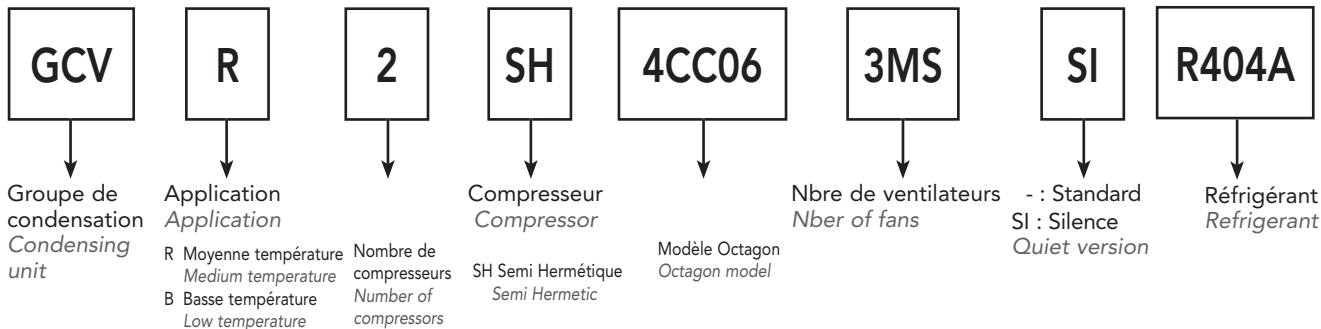 GCV R 2 SH 4CC06 3MS SI R404A
Groupe de
condensation
Condensing
unit
Application
Application
R Moyenne température
Medium temperature
B Basse température
Low temperature
Nombre de
compresseurs
Number of
compressors
Compresseur
Compressor
SH Semi Hermétique
Semi Hermetic
Modèle Octagon
Octagon model
Nbre de ventilateurs
Nber of fans
- : Standard
SI : Silence
Quiet version
Réfrigérant
Refrigerant